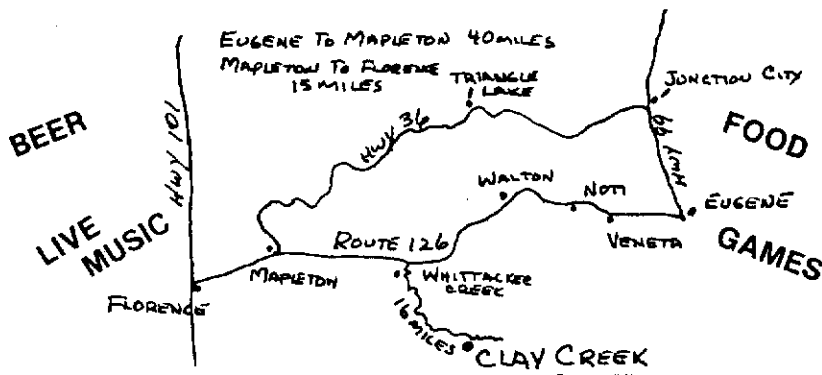 EUGENE TO MAPLETON 40 MILES
MAPLETON TO FLORENCE
15 MILES
TRIANGLE
LAKE
JUNCTION CITY
BEER
HWY 101
HWY 36
HWY 99
FOOD
WALTON
NOTI
EUGENE
LIVE
MUSIC
ROUTE 126
VENETA
GAMES
MAPLETON
WHITTACKER
CREEK
FLORENCE
16 MILES
CLAY CREEK